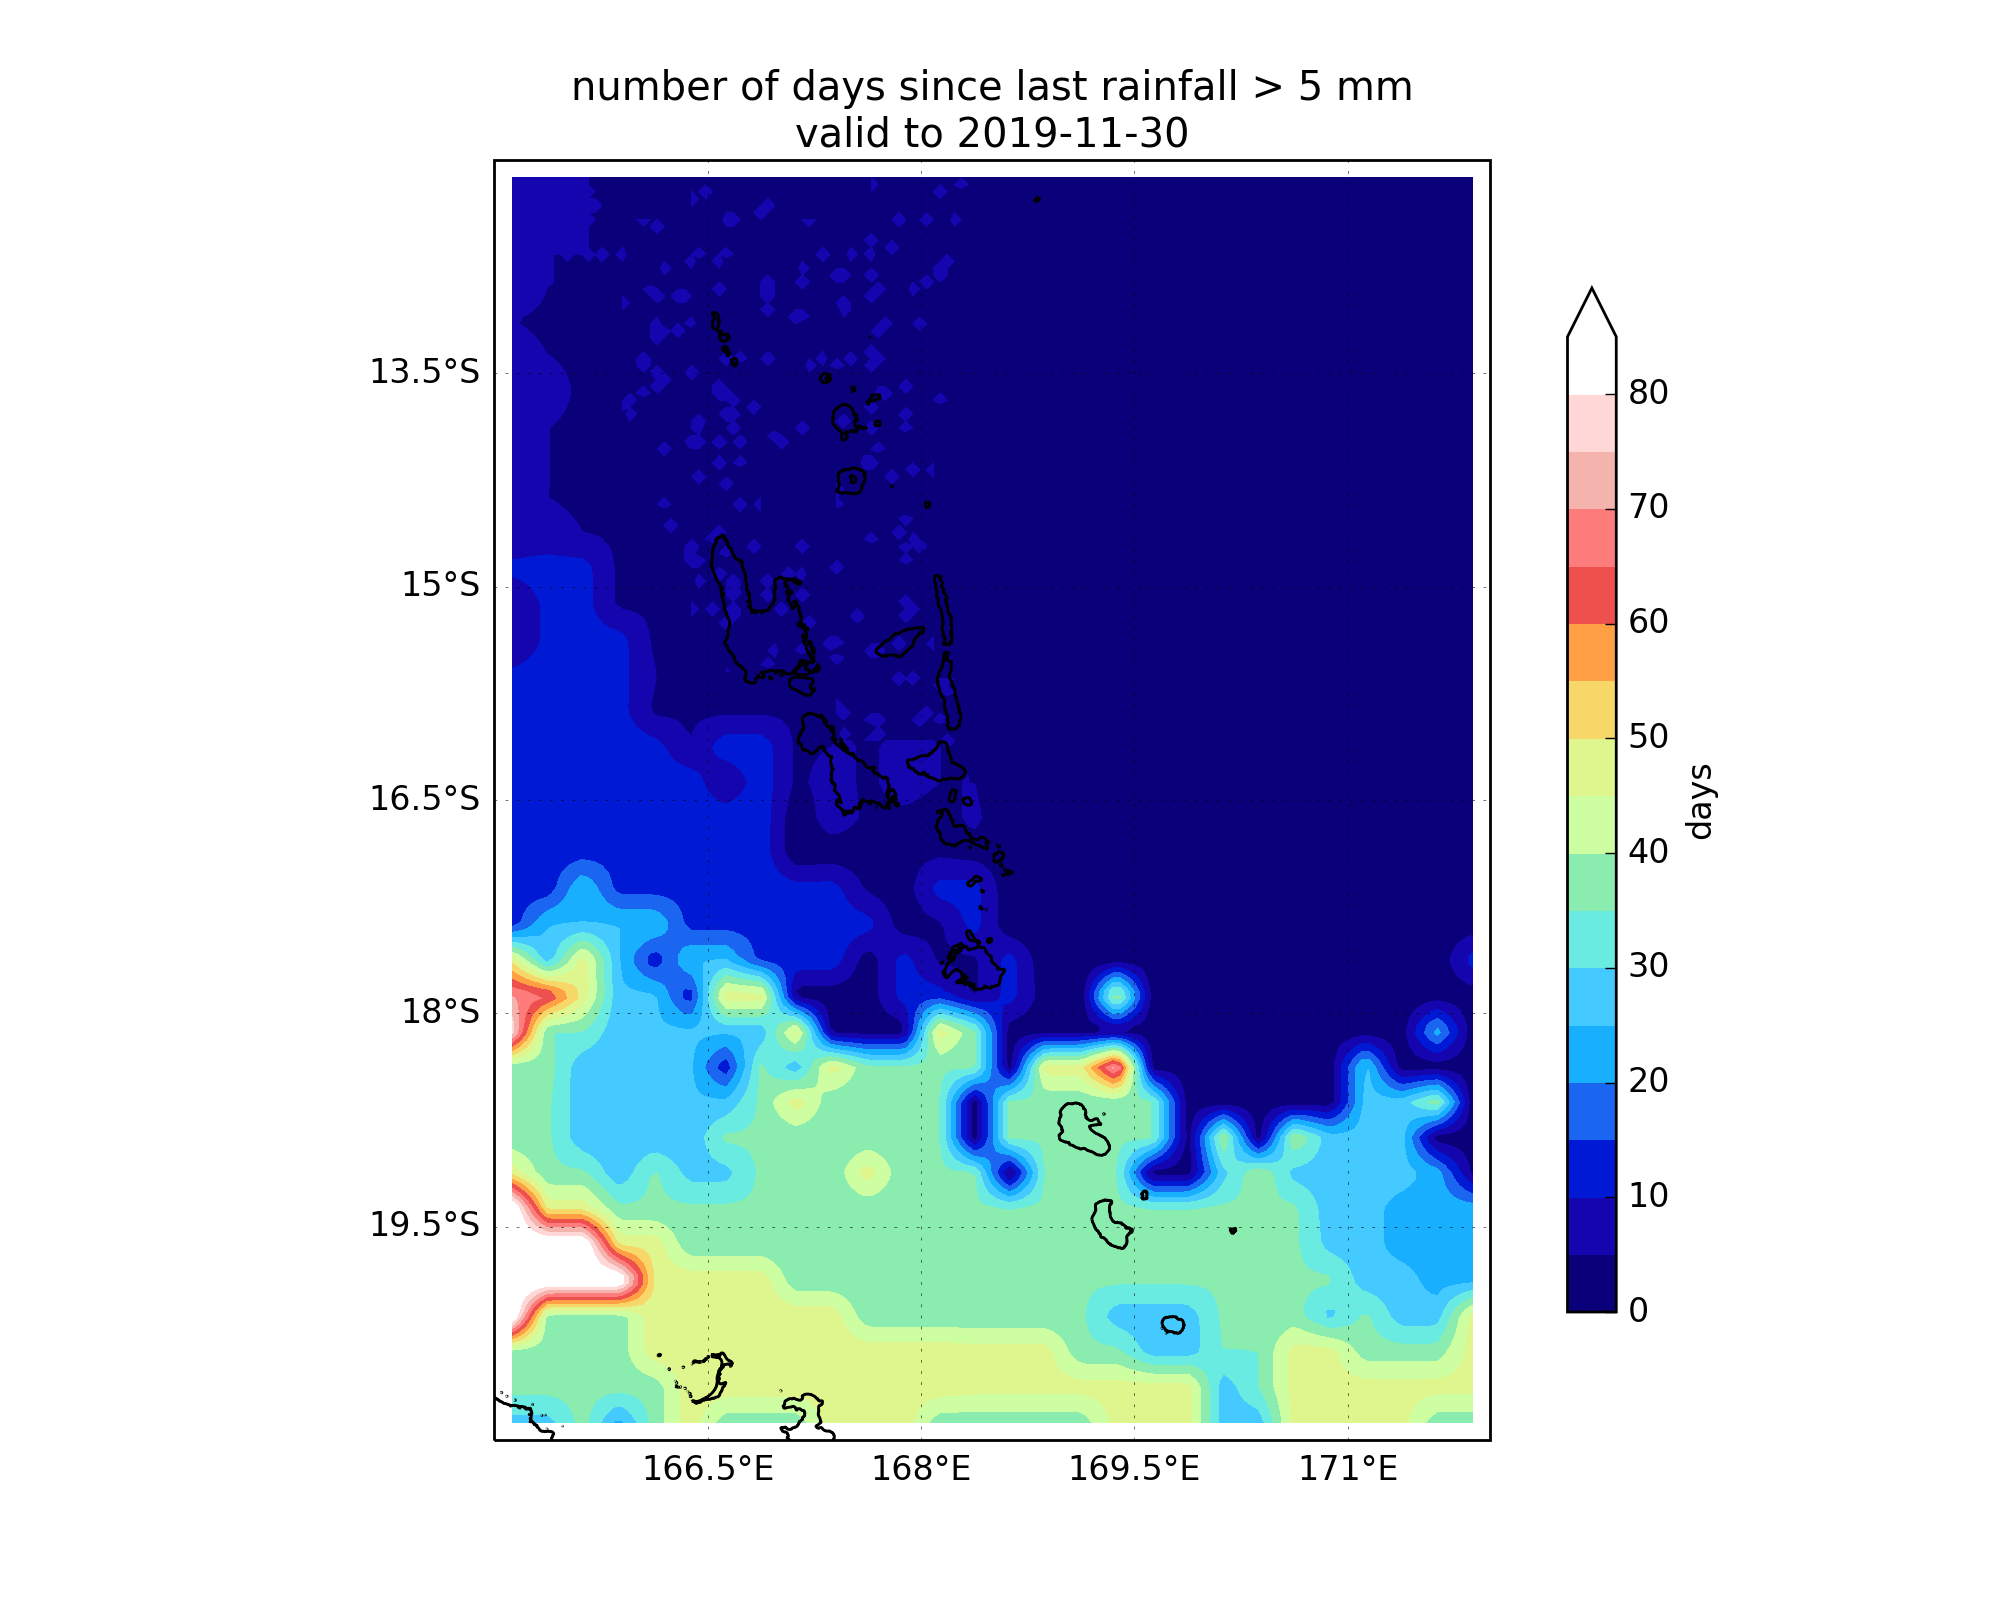 number of days since last rainfall > 5 mm
valid to 2019-11-30
13.5°S
15°S
16.5°S
18°S
19.5°S
166.5°E
168°E
169.5°E
171°E
80
70
60
50
40
30
20
10
0
days